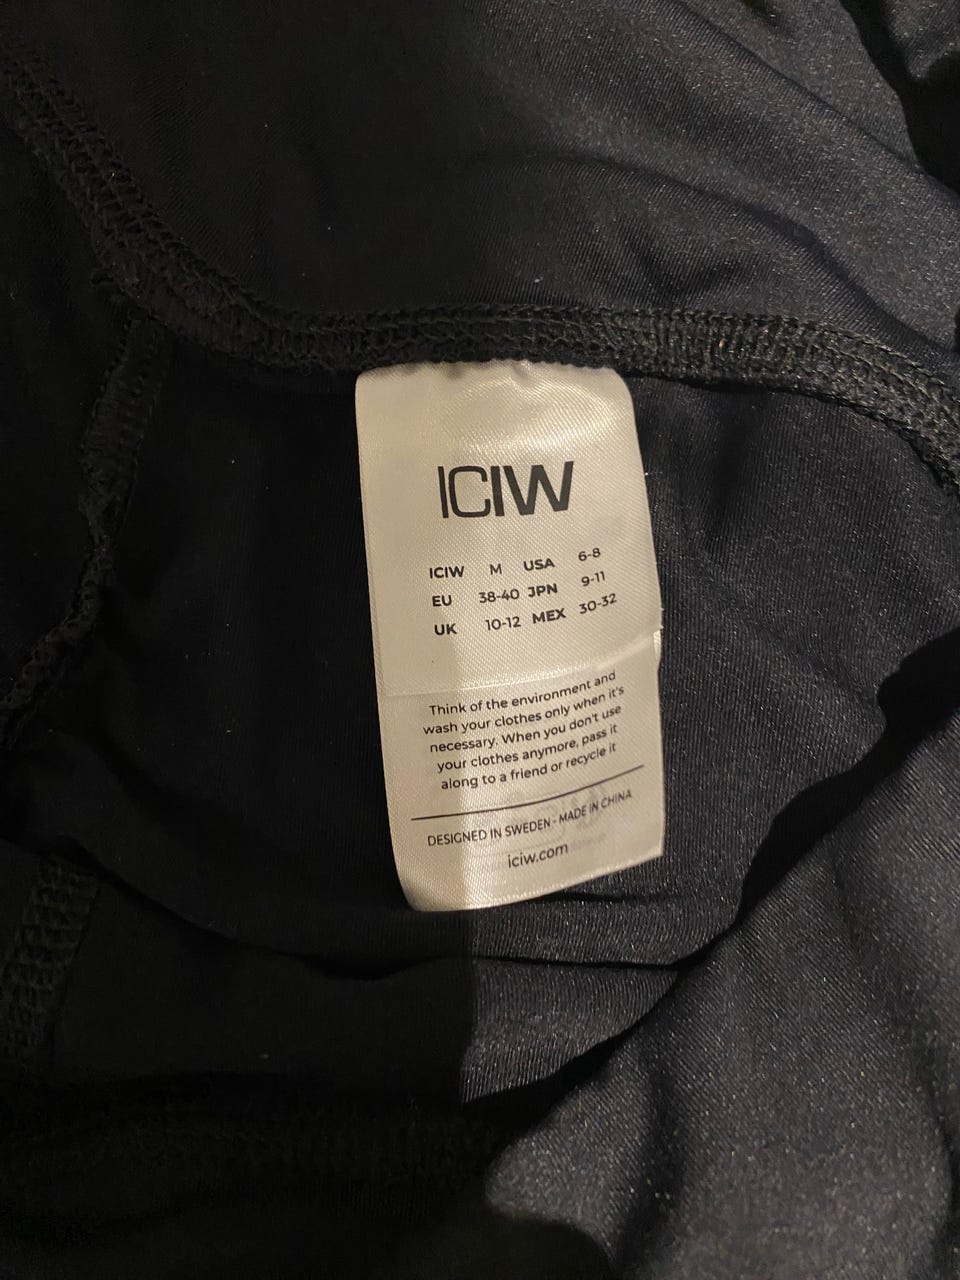 ICIW
ICIW M USA 6-8
EU 38-40 JPN 9-11
UK 10-12 MEX 30-32
Think of the environment and
wash your clothes only when it's
necessary. When you don't use
your clothes anymore, pass it
along to a friend or recycle it
DESIGNED IN SWEDEN - MADE IN CHINA
iciw.com